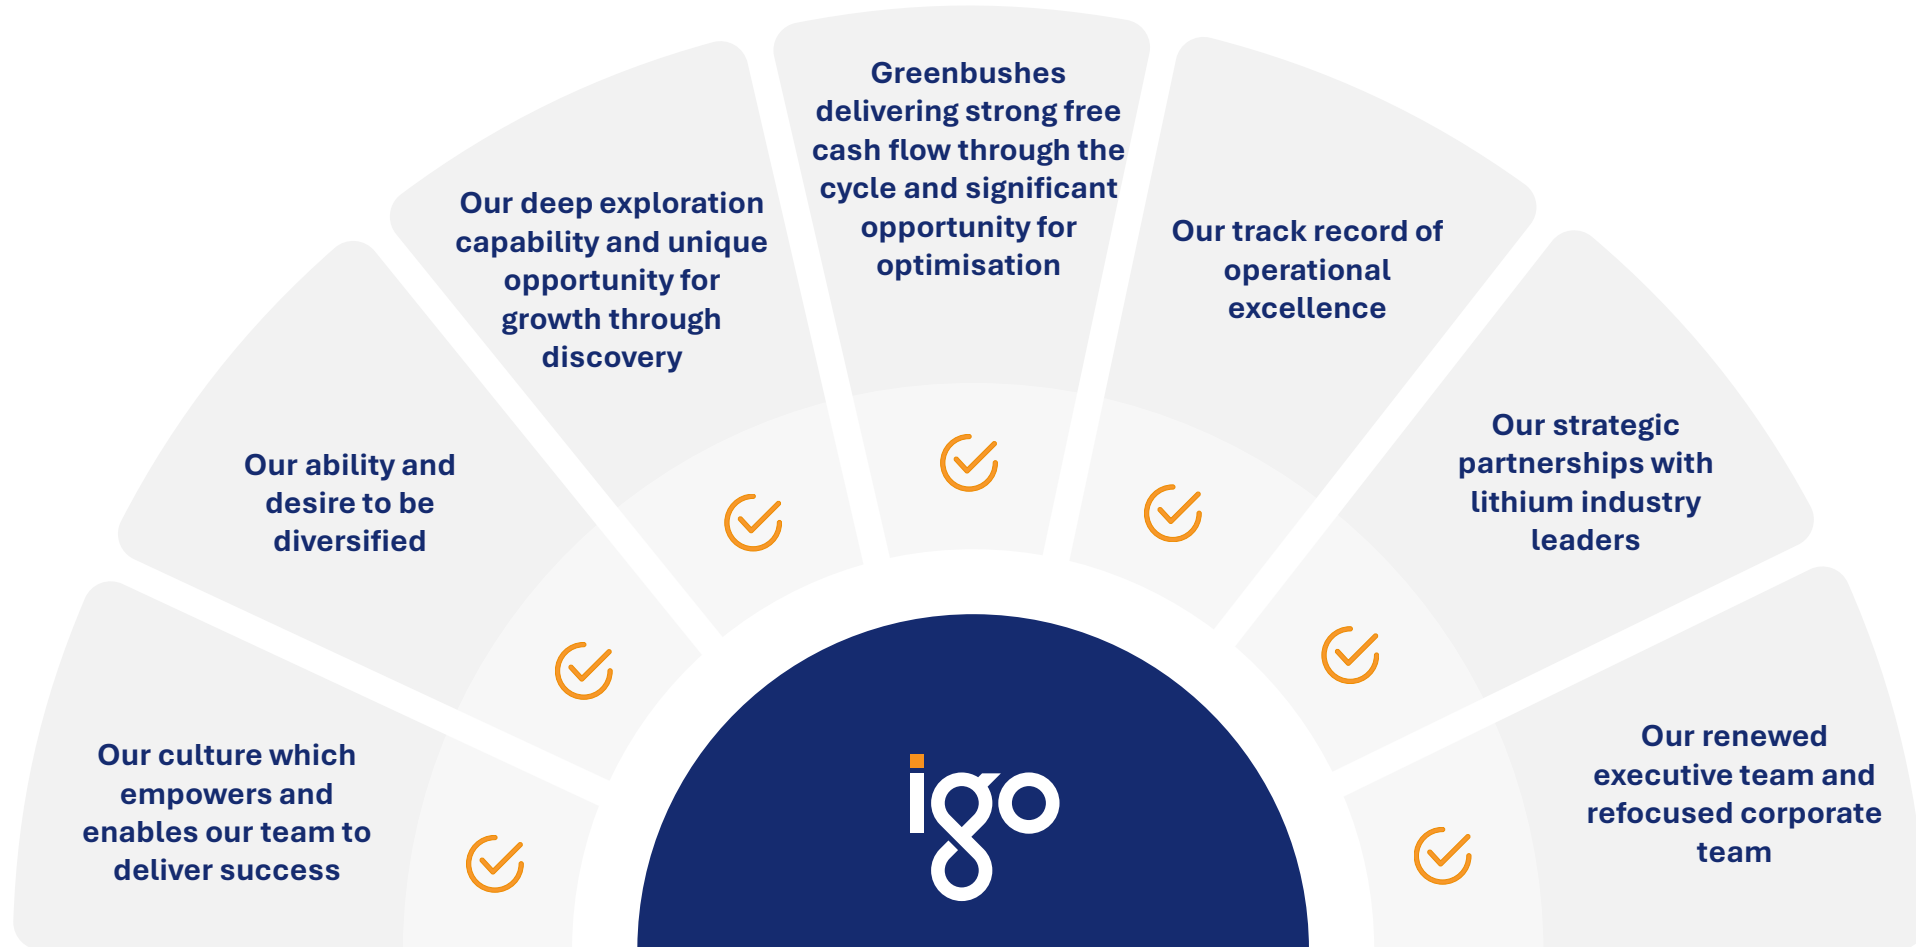 Our culture which
empowers and
enables our team to
deliver success
Our ability and
desire to be
diversified
Our deep exploration
capability and unique
opportunity for
growth through
discovery
Greenbushes
delivering strong free
cash flow through the
cycle and significant
opportunity for
optimisation
Our track record of
operational
excellence
Our strategic
partnerships with
lithium industry
leaders
Our renewed
executive team and
refocused corporate
team
igo